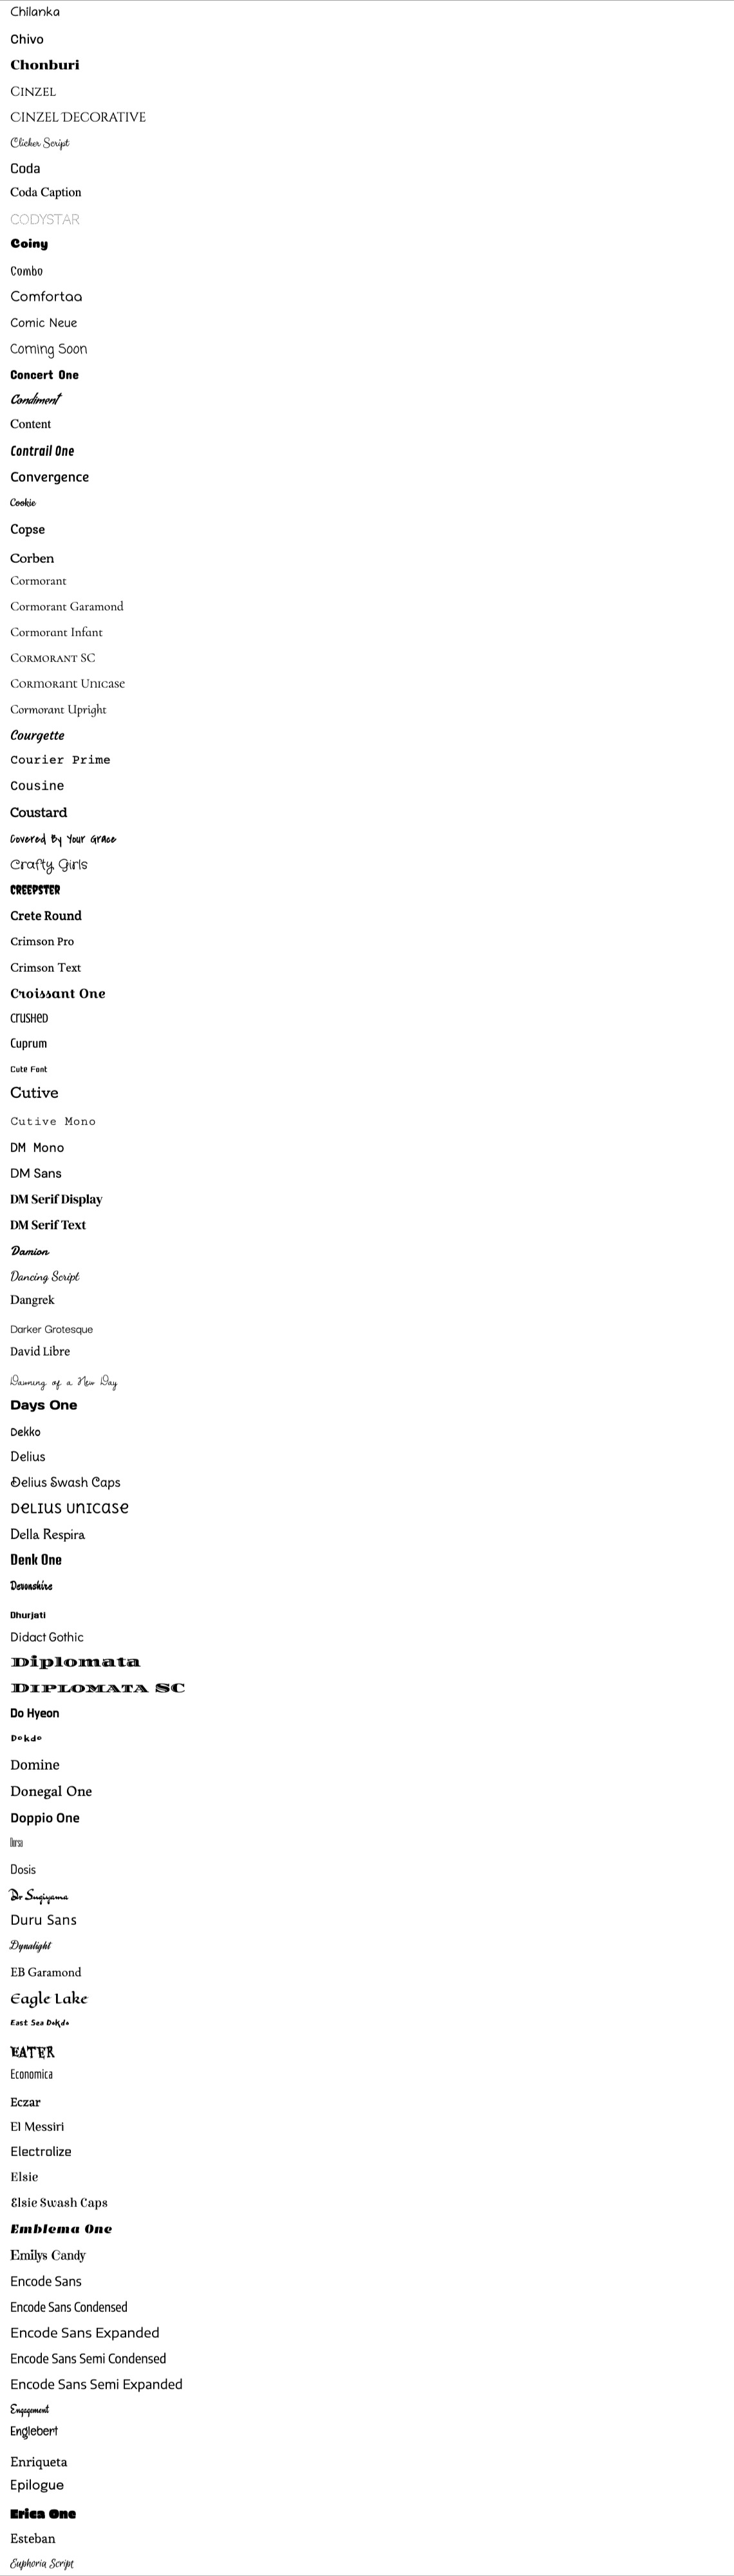 Chilanka
Chivo
Chonburi
CINZEL
CINZEL DECORATIVE
Clicker Script
Coda
Coda Caption
CODYSTAR
Coiny
Combo
Comfortaa
Comic Neue
Coming Soon
Concert One
Condiment
Content
Contrail One
Convergence
Cookie
Copse
Corben
Cormorant
Cormorant Garamond
Cormorant Infant
CORMORANT SC
Cormorant Unicase
Cormorant Upright
Courgette
Courier Prime
Cousine
Coustard
Covered By Your Grace
Crafty Girls
CREEPSTER
Crete Round
Crimson Pro
Crimson Text
Croissant One
Crushed
Cuprum
Cute Font
Cutive
Cutive Mono
DM Mono
DM Sans
DM Serif Display
DM Serif Text
Damion
Dancing Script
Dangrek
Darker Grotesque
David Libre
Dawning of a New Day
Days One
Dekko
Delius
Delius Swash Caps
Delius Unicase
Della Respira
Denk One
Devonshire
Dhurjati
Didact Gothic
Diplomata
DIPLOMATA SC
Do Hyeon
Dokdo
Domine
Donegal One
Doppio One
Dorsa
Dosis
Dr Sugiyama
Duru Sans
Dynalight
EB Garamond
Eagle Lake
East Sea Dokdo
EATER
Economica
Eczar
El Messiri
Electrolize
Elsie
Elsie Swash Caps
Emblema One
Emilys Candy
Encode Sans
Encode Sans Condensed
Encode Sans Expanded
Encode Sans Semi Condensed
Encode Sans Semi Expanded
Engagement
Englebert
Enriqueta
Epilogue
Erica One
Esteban
Euphoria Script